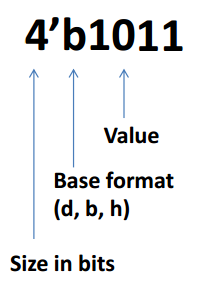 4’b1011
Value
Base format
(d, b, h)
Size in bits